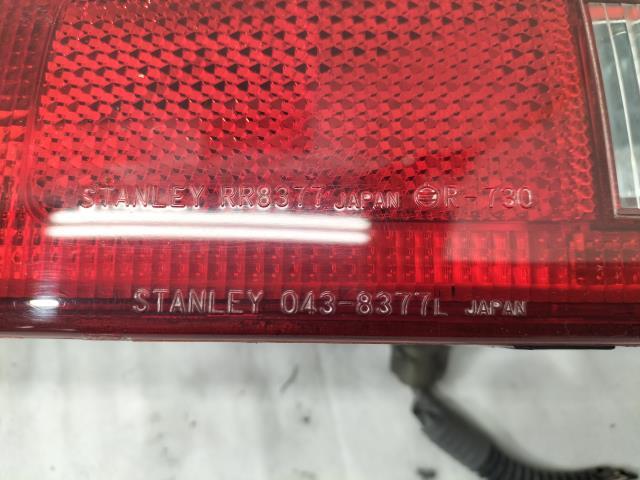 STANLEY RR8377 JAPAN R-730
STANLEY 043-8377L JAPAN